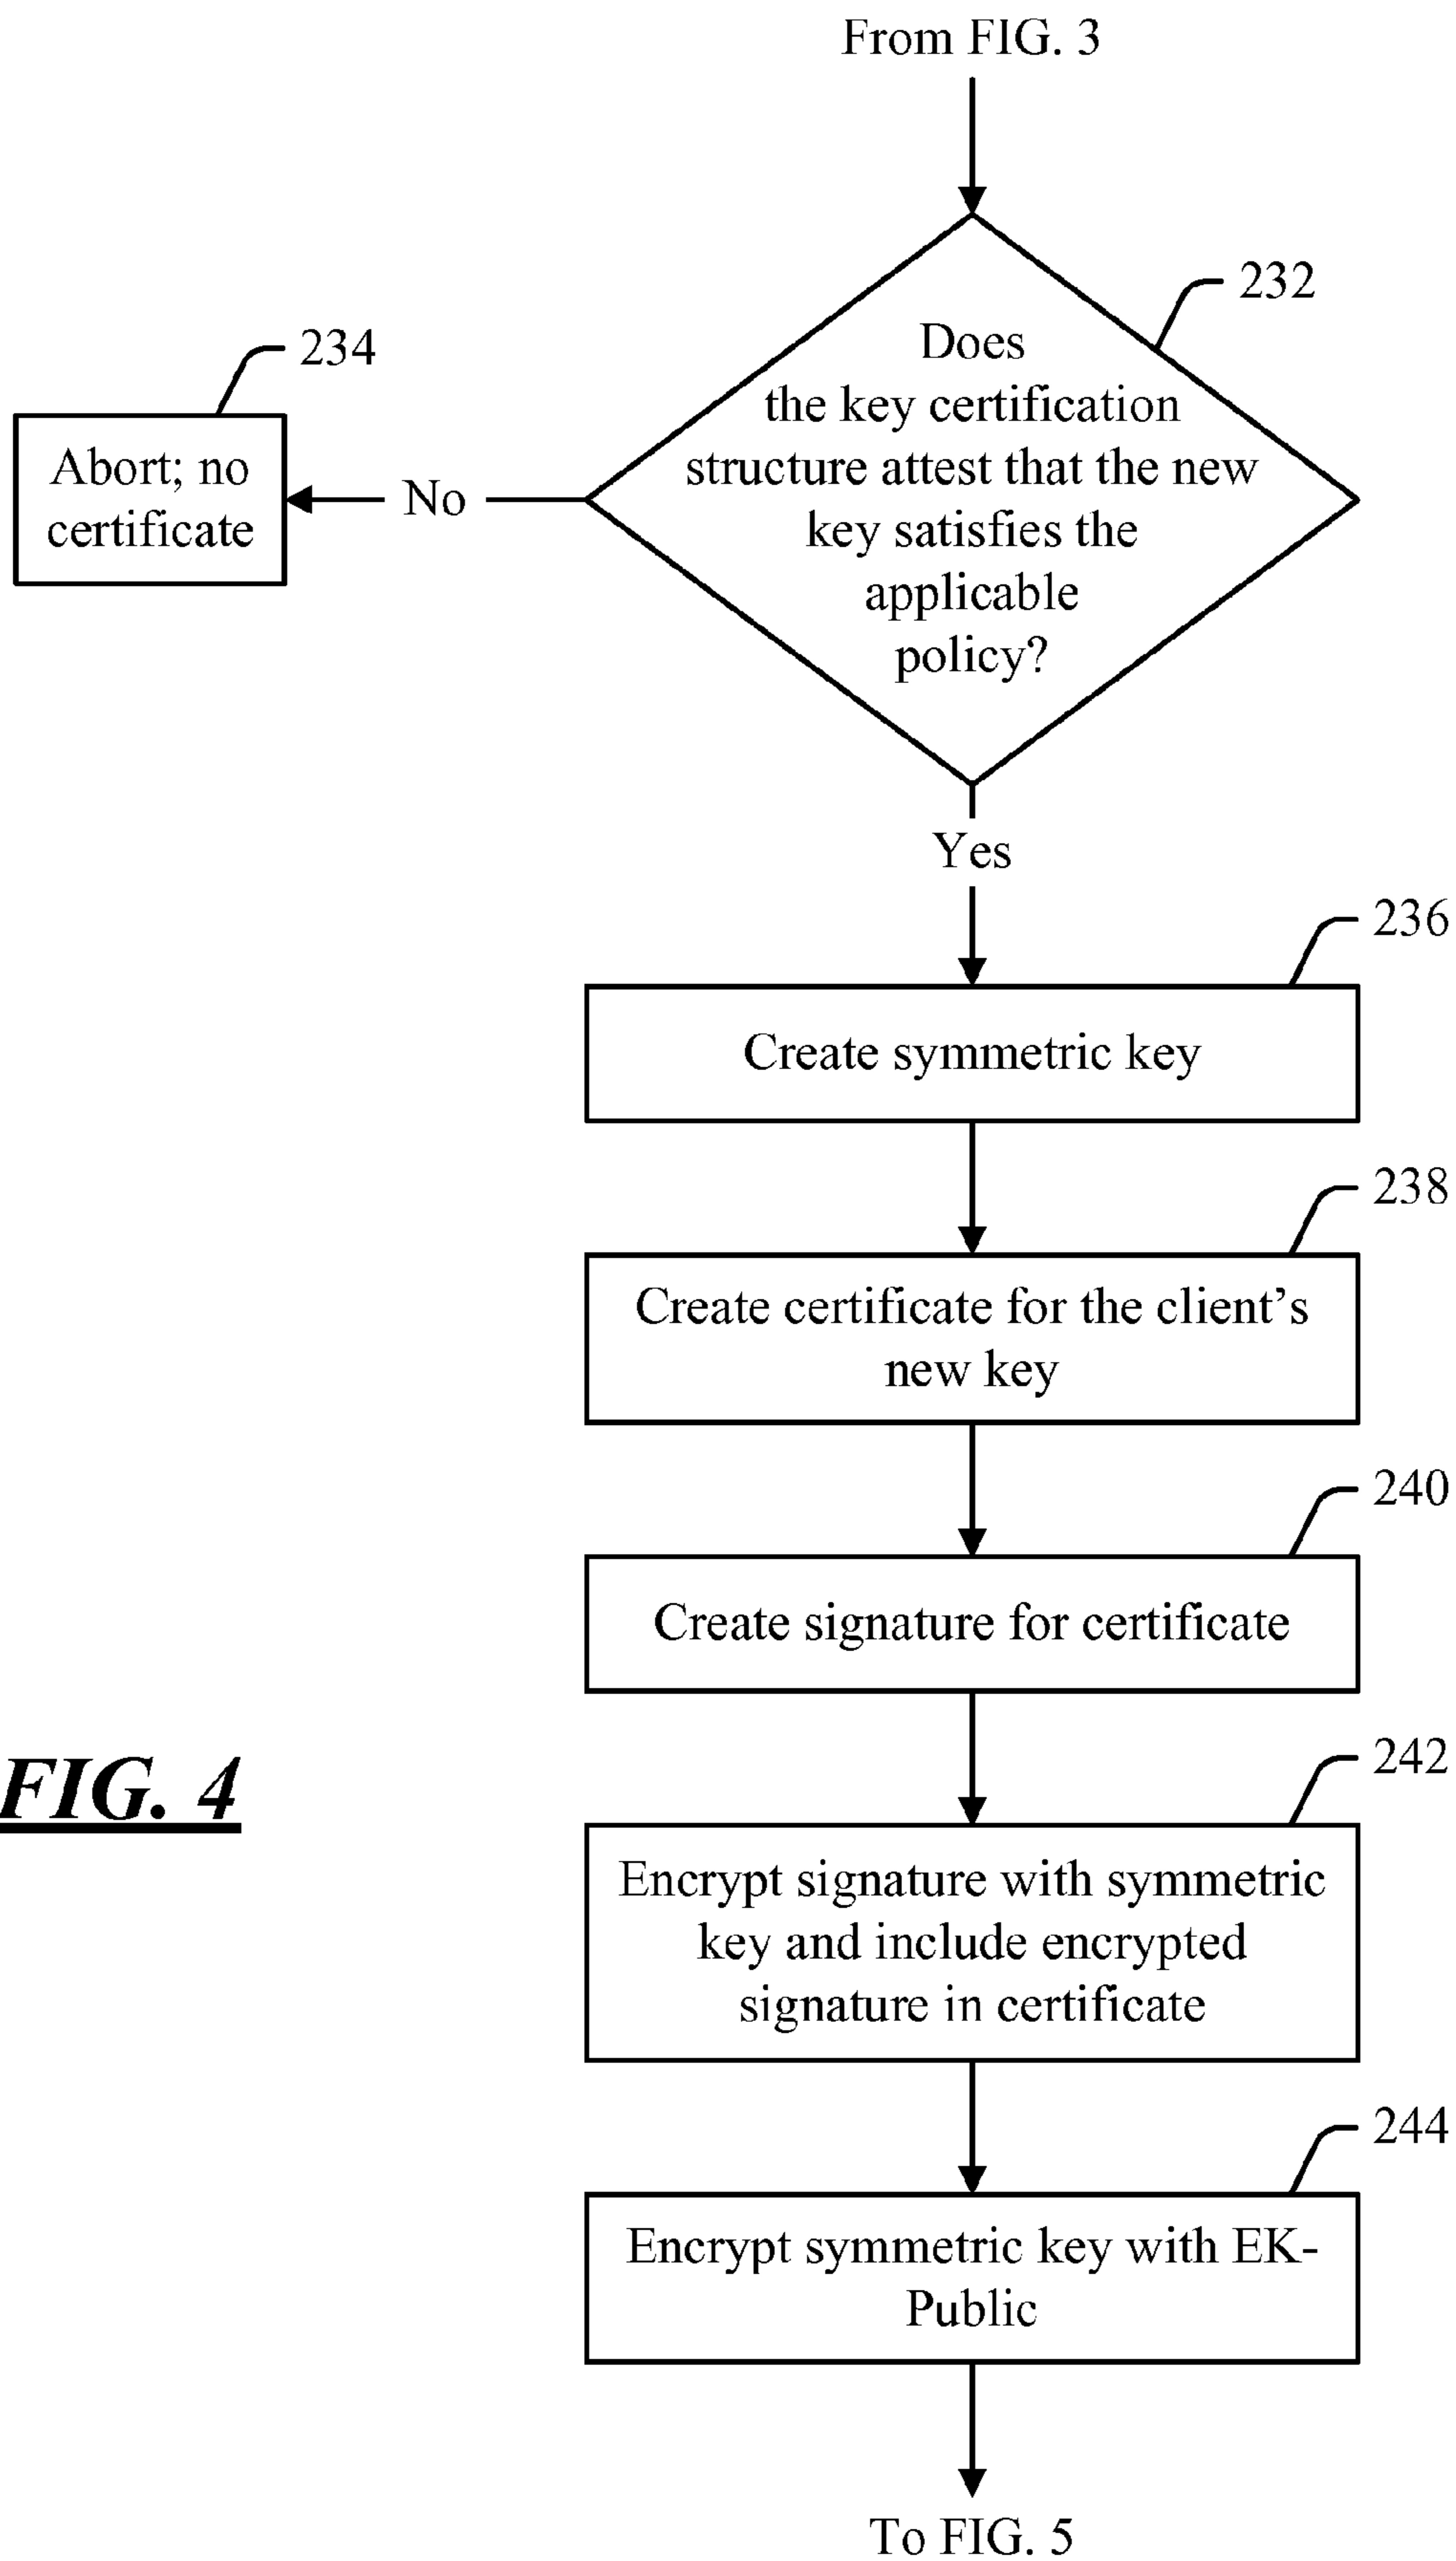 From FIG. 3
232
Does
the key certification
structure attest that the new
key satisfies the
applicable
policy?
234
Abort; no
certificate
No
Yes
236
Create symmetric key
238
Create certificate for the client’s
new key
240
Create signature for certificate
242
Encrypt signature with symmetric
key and include encrypted
signature in certificate
FIG. 4
244
Encrypt symmetric key with EK-
Public
To FIG. 5